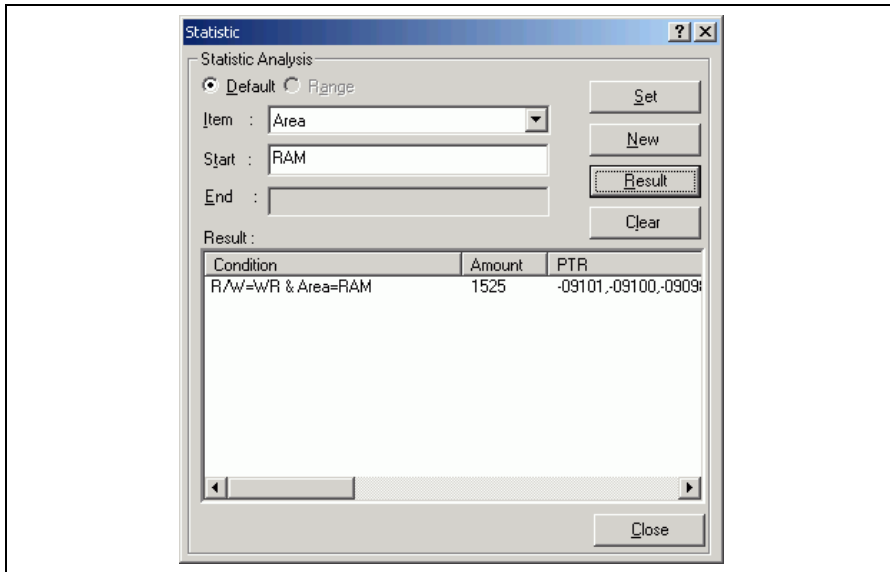 Statistic
Statistic Analysis
Default Range
Set
Item : Area
New
Start : RAM
Result
End :
Clear
Result :
Condition Amount PTR
R/W=WR & Area=RAM 1525 -09101,-09100,-0909
Close